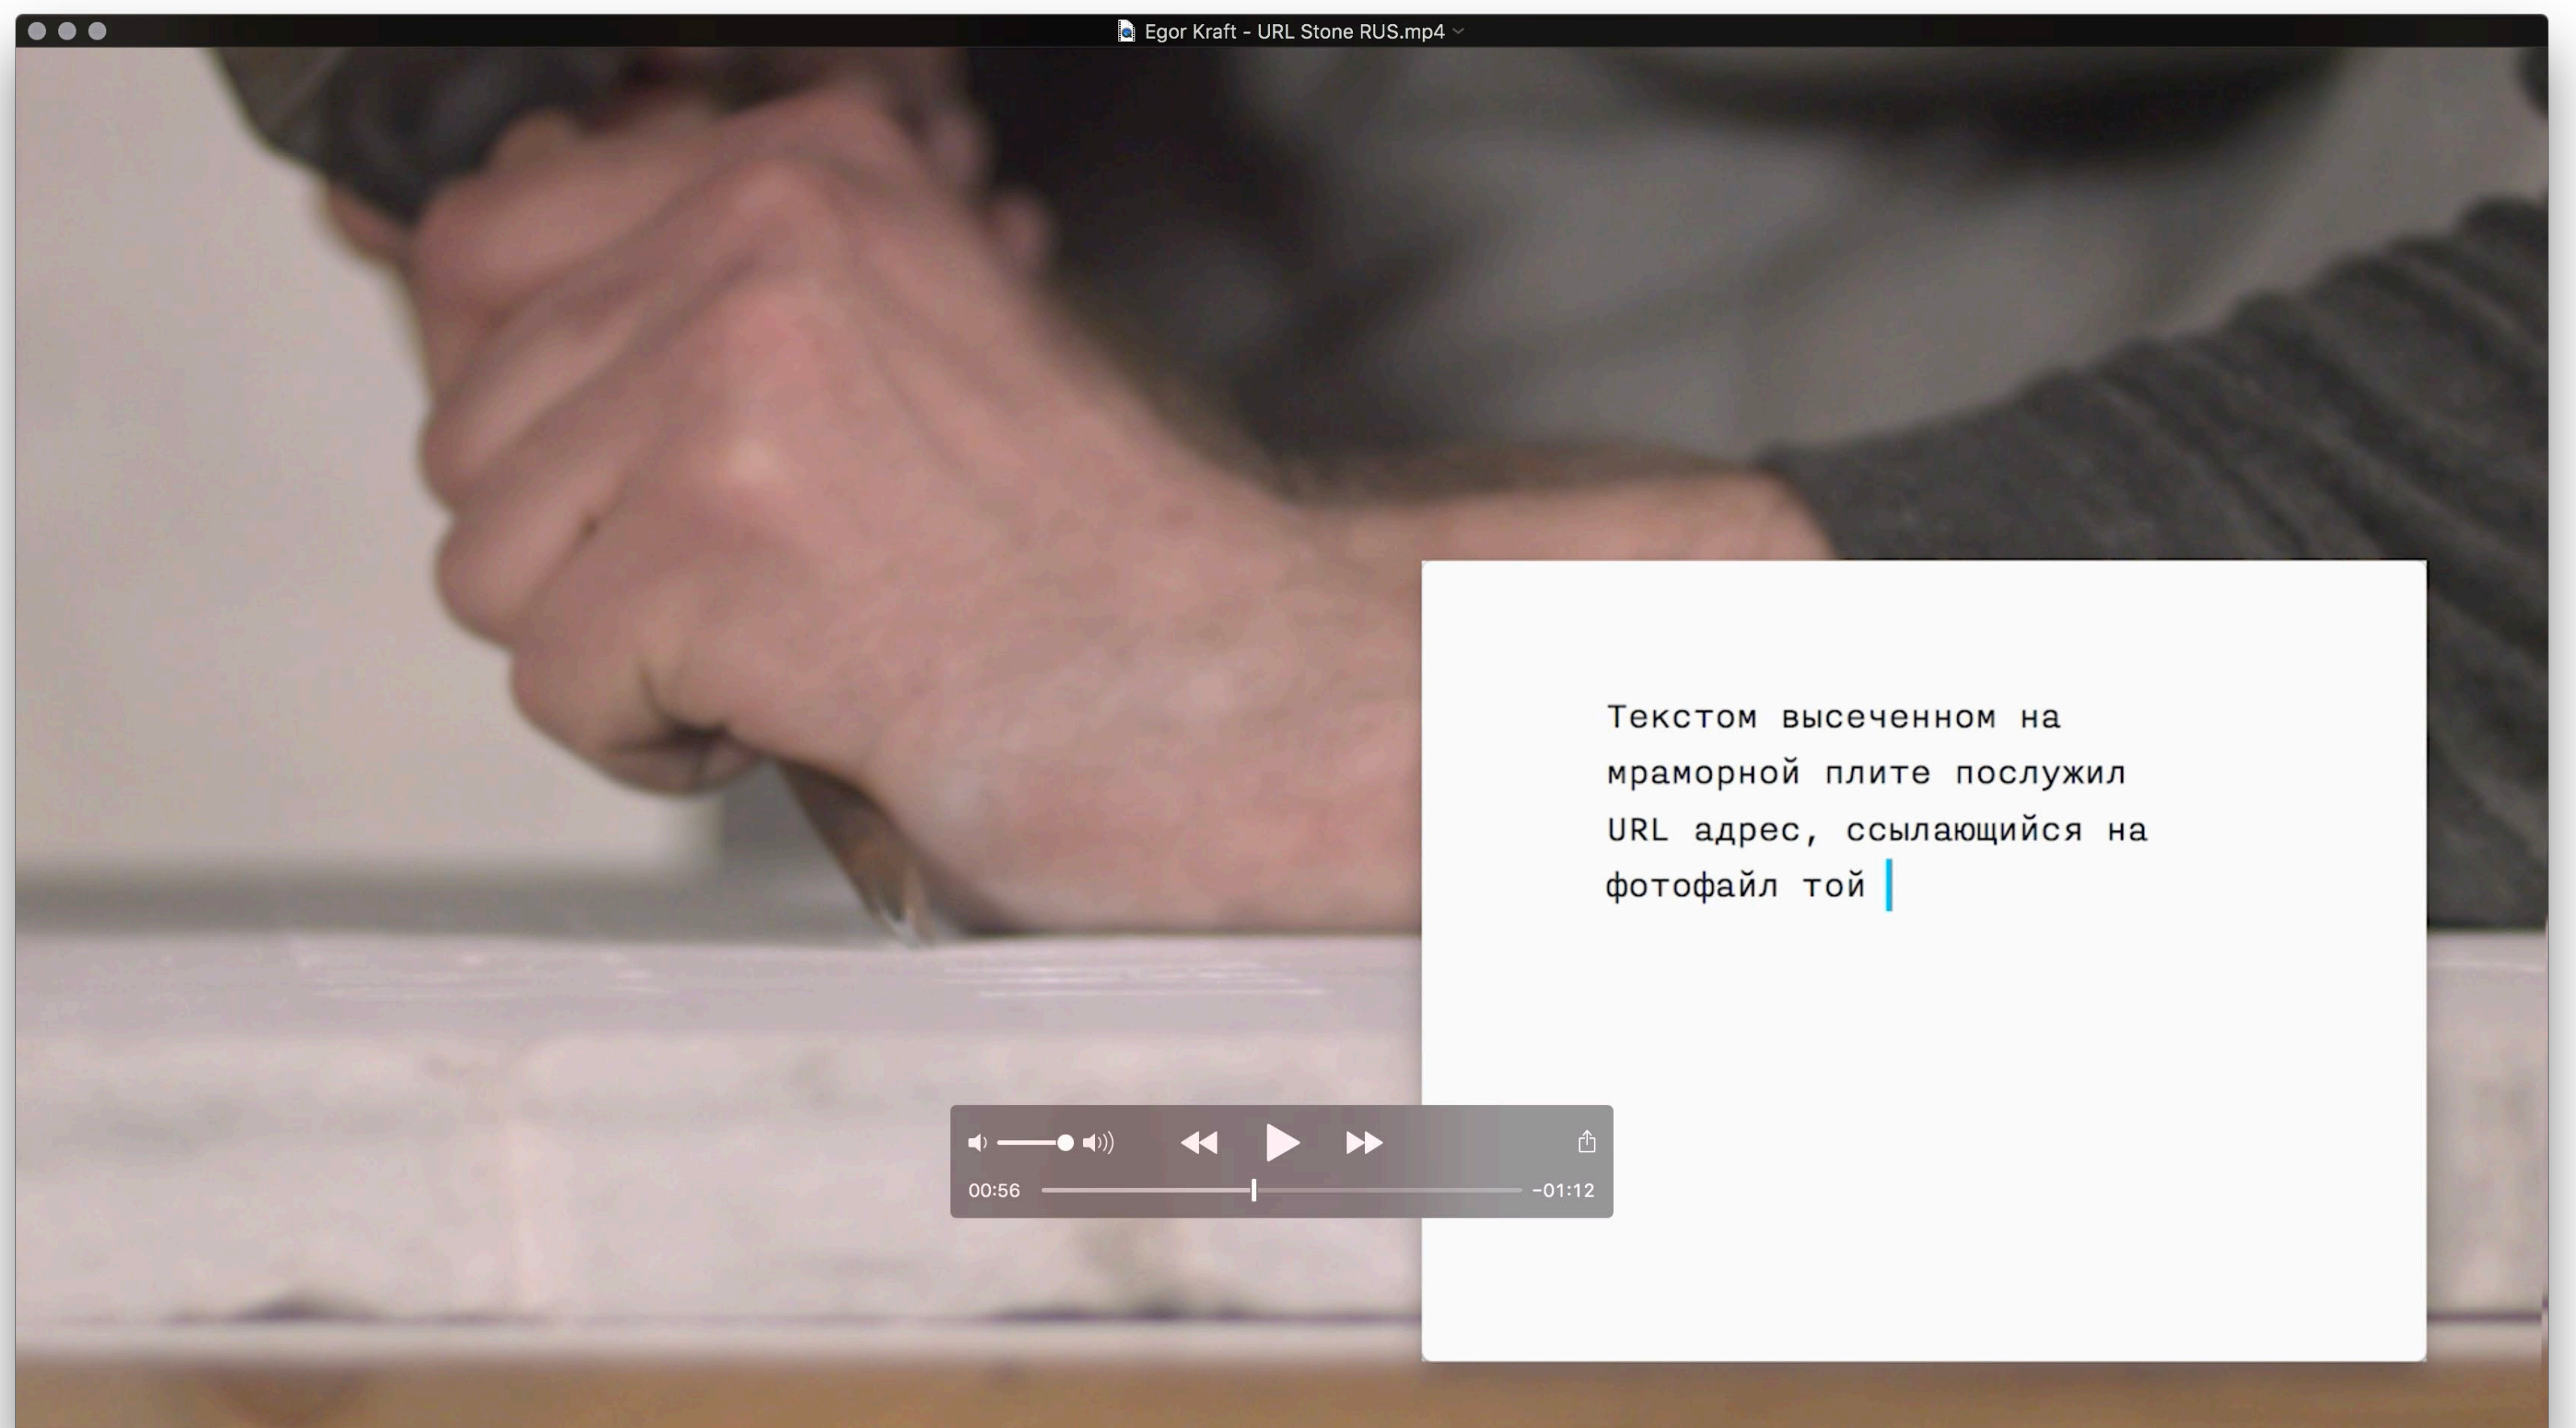 Egor Kraft - URL Stone RUS.mp4
Текстом высеченном на
мраморной плите послужил
URL адрес, ссылающийся на
фотофайл той
00:56
-01:12